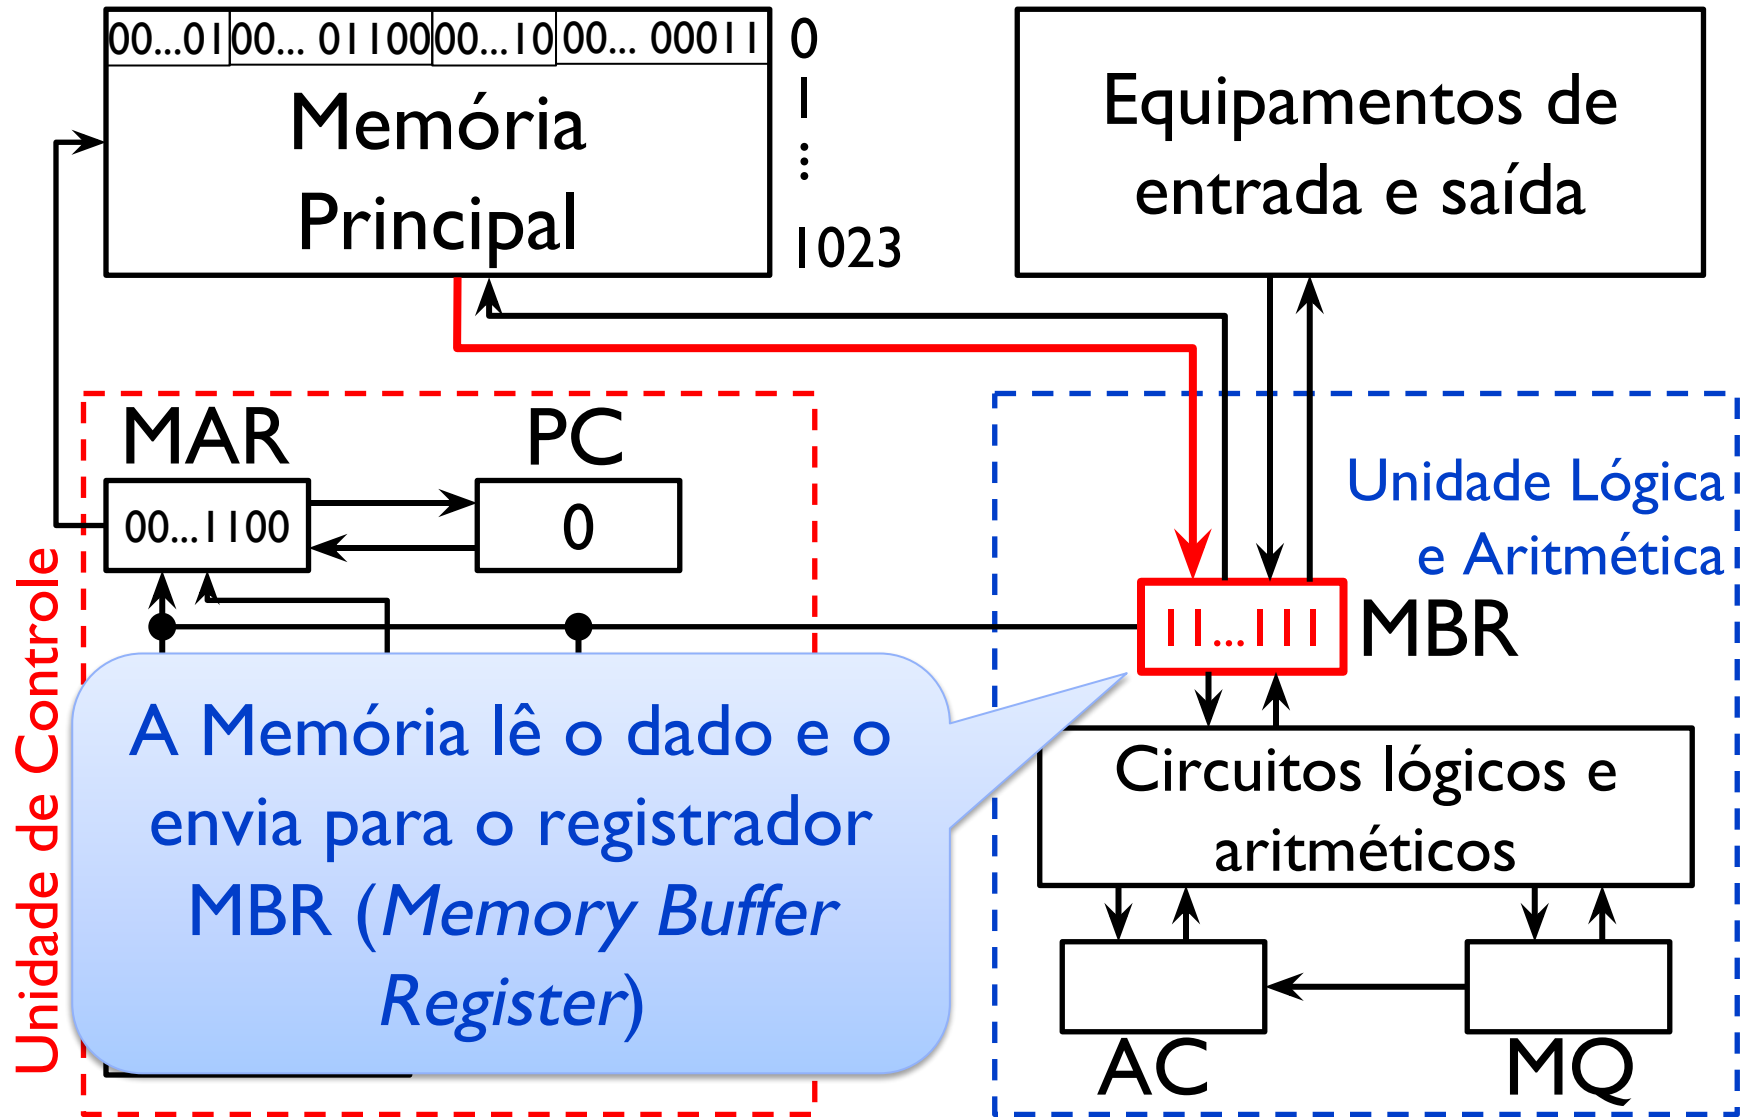 00...01 00... 01100 00...10 00... 00011 0
1
...
1023
Memória
Principal
Equipamentos de
entrada e saída
Unidade de Controle
MAR
PC
00...1100
0
Unidade Lógica
e Aritmética
11...111
MBR
A Memória lê o dado e o
envia para o registrador
MBR (Memory Buffer
Register)
Circuitos lógicos e
aritméticos
AC
MQ